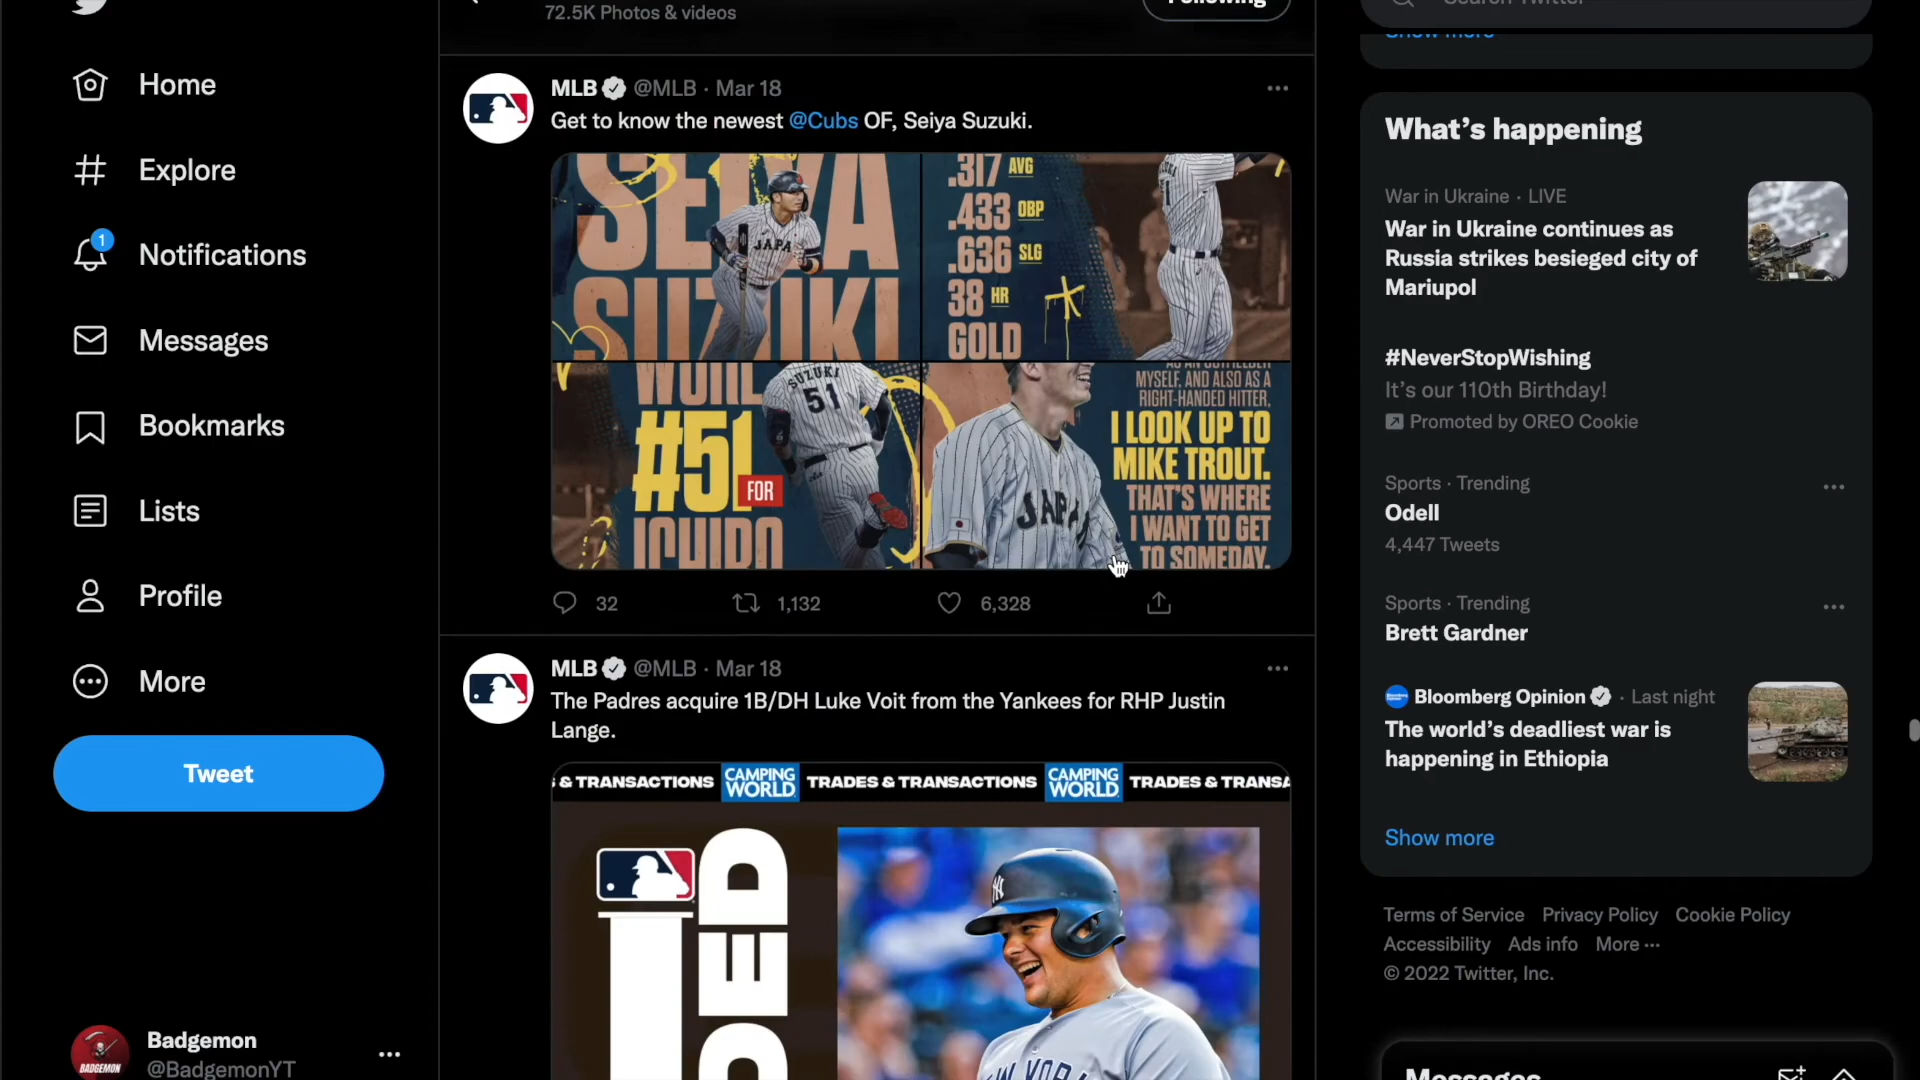 Home
Explore
1
Notifications
Messages
Bookmarks
Lists
Profile
More
Tweet
Badgemon
@BadgemonYT
72.5K Photos & videos
Following
MLB @MLB · Mar 18
Get to know the newest @Cubs OF, Seiya Suzuki.
SEIYA
SUZUKI
JAPA
.317 AVG
.433 OBP
.636 SLG
38 HR
GOLD
#51
FOR
ICHIRO
SUZUKI
51
MYSELF, AND ALSO AS A
RIGHT-HANDED HITTER,
I LOOK UP TO
MIKE TROUT.
THAT'S WHERE
I WANT TO GET
TO SOMEDAY.
JAPA
32
1,132
6,328
MLB @MLB · Mar 18
The Padres acquire 1B/DH Luke Voit from the Yankees for RHP Justin
Lange.
& TRANSACTIONS CAMPING WORLD TRADES & TRANSACTIONS CAMPING WORLD TRADES & TRANSA
DED
NY
Search Twitter
Show more
What's happening
War in Ukraine · LIVE
War in Ukraine continues as
Russia strikes besieged city of
Mariupol
#NeverStopWishing
It's our 110th Birthday!
Promoted by OREO Cookie
Sports · Trending
Odell
4,447 Tweets
Sports · Trending
Brett Gardner
Bloomberg Opinion · Last night
The world's deadliest war is
happening in Ethiopia
Show more
Terms of Service Privacy Policy Cookie Policy
Accessibility Ads info More ···
© 2022 Twitter, Inc.
Messages